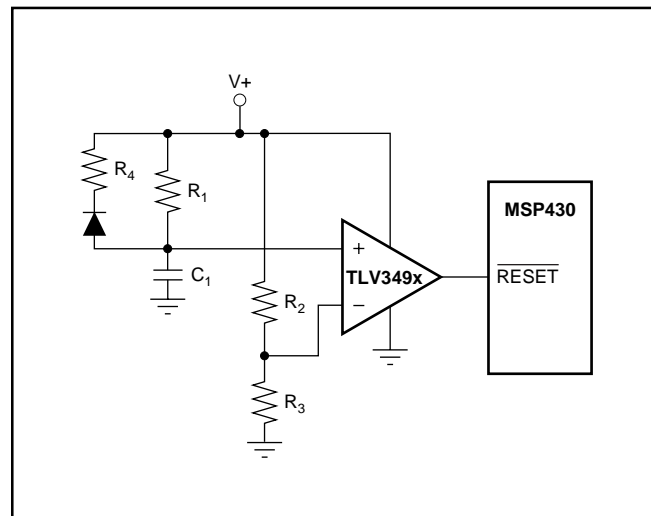 V+
R4
R1
MSP430
+
TLV349x
RESET
C1
R2
−
R3